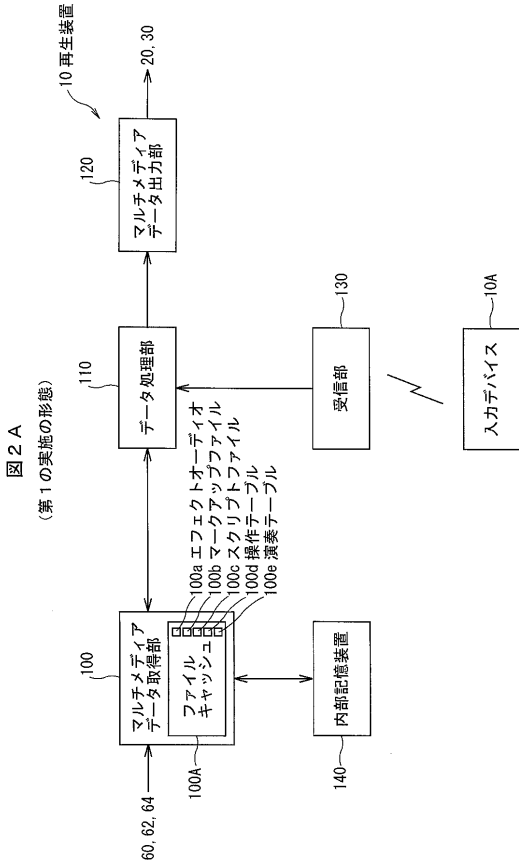 図２Ａ
(第1の実施の形態)
10 再生装置
60, 62, 64
100
マルチメディア
データ取得部
ファイル
キャッシュ
100A
100a エフェクトオーディオ
100b マークアップファイル
100c スクリプトファイル
100d 操作テーブル
100e 演奏テーブル
110
データ処理部
120
マルチメディア
データ出力部
20, 30
140
内部記憶装置
130
受信部
10A
入力デバイス